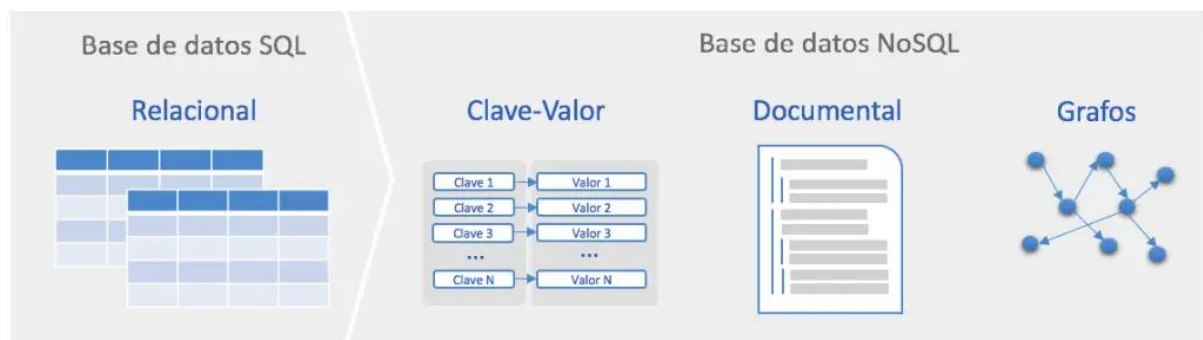 Base de datos SQL
Base de datos NoSQL
Relacional
Clave-Valor
Documental
Grafos
Clave 1
Valor 1
Clave 2
Valor 2
Clave 3
Valor 3
...
...
Clave N
Valor N